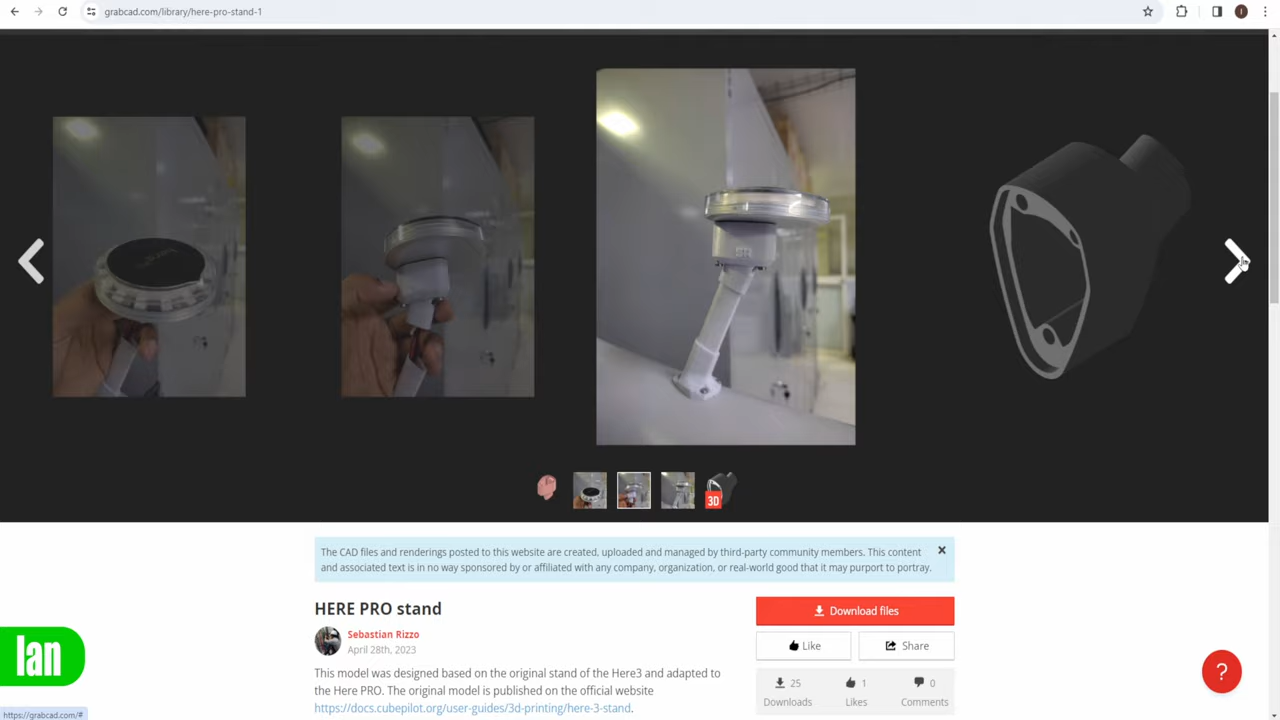 grabcad.com/library/here-pro-stand-1
3D
The CAD files and renderings posted to this website are created, uploaded and managed by third-party community members. This content
and associated text is in no way sponsored by or affiliated with any company, organization, or real-world good that it may purport to portray.
HERE PRO stand
Download files
Sebastian Rizzo
April 28th, 2023
Like
Share
This model was designed based on the original stand of the Here3 and adapted to
the Here PRO. The original model is published on the official website
https://docs.cubepilot.org/user-guides/3d-printing/here-3-stand.
25
1
0
Downloads
Likes
Comments
Ian
?
https://grabcad.com/#